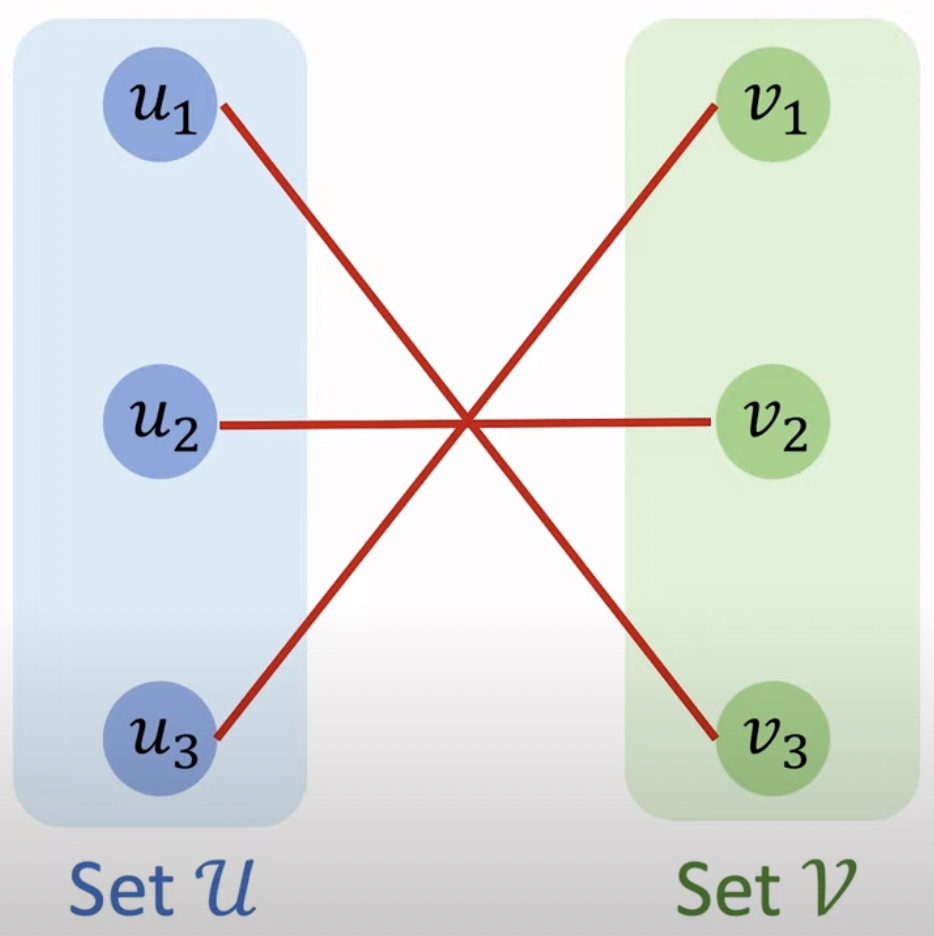 u₁ v₁
u₂ v₂
u₃ v₃
Set 𝒰 Set 𝒱